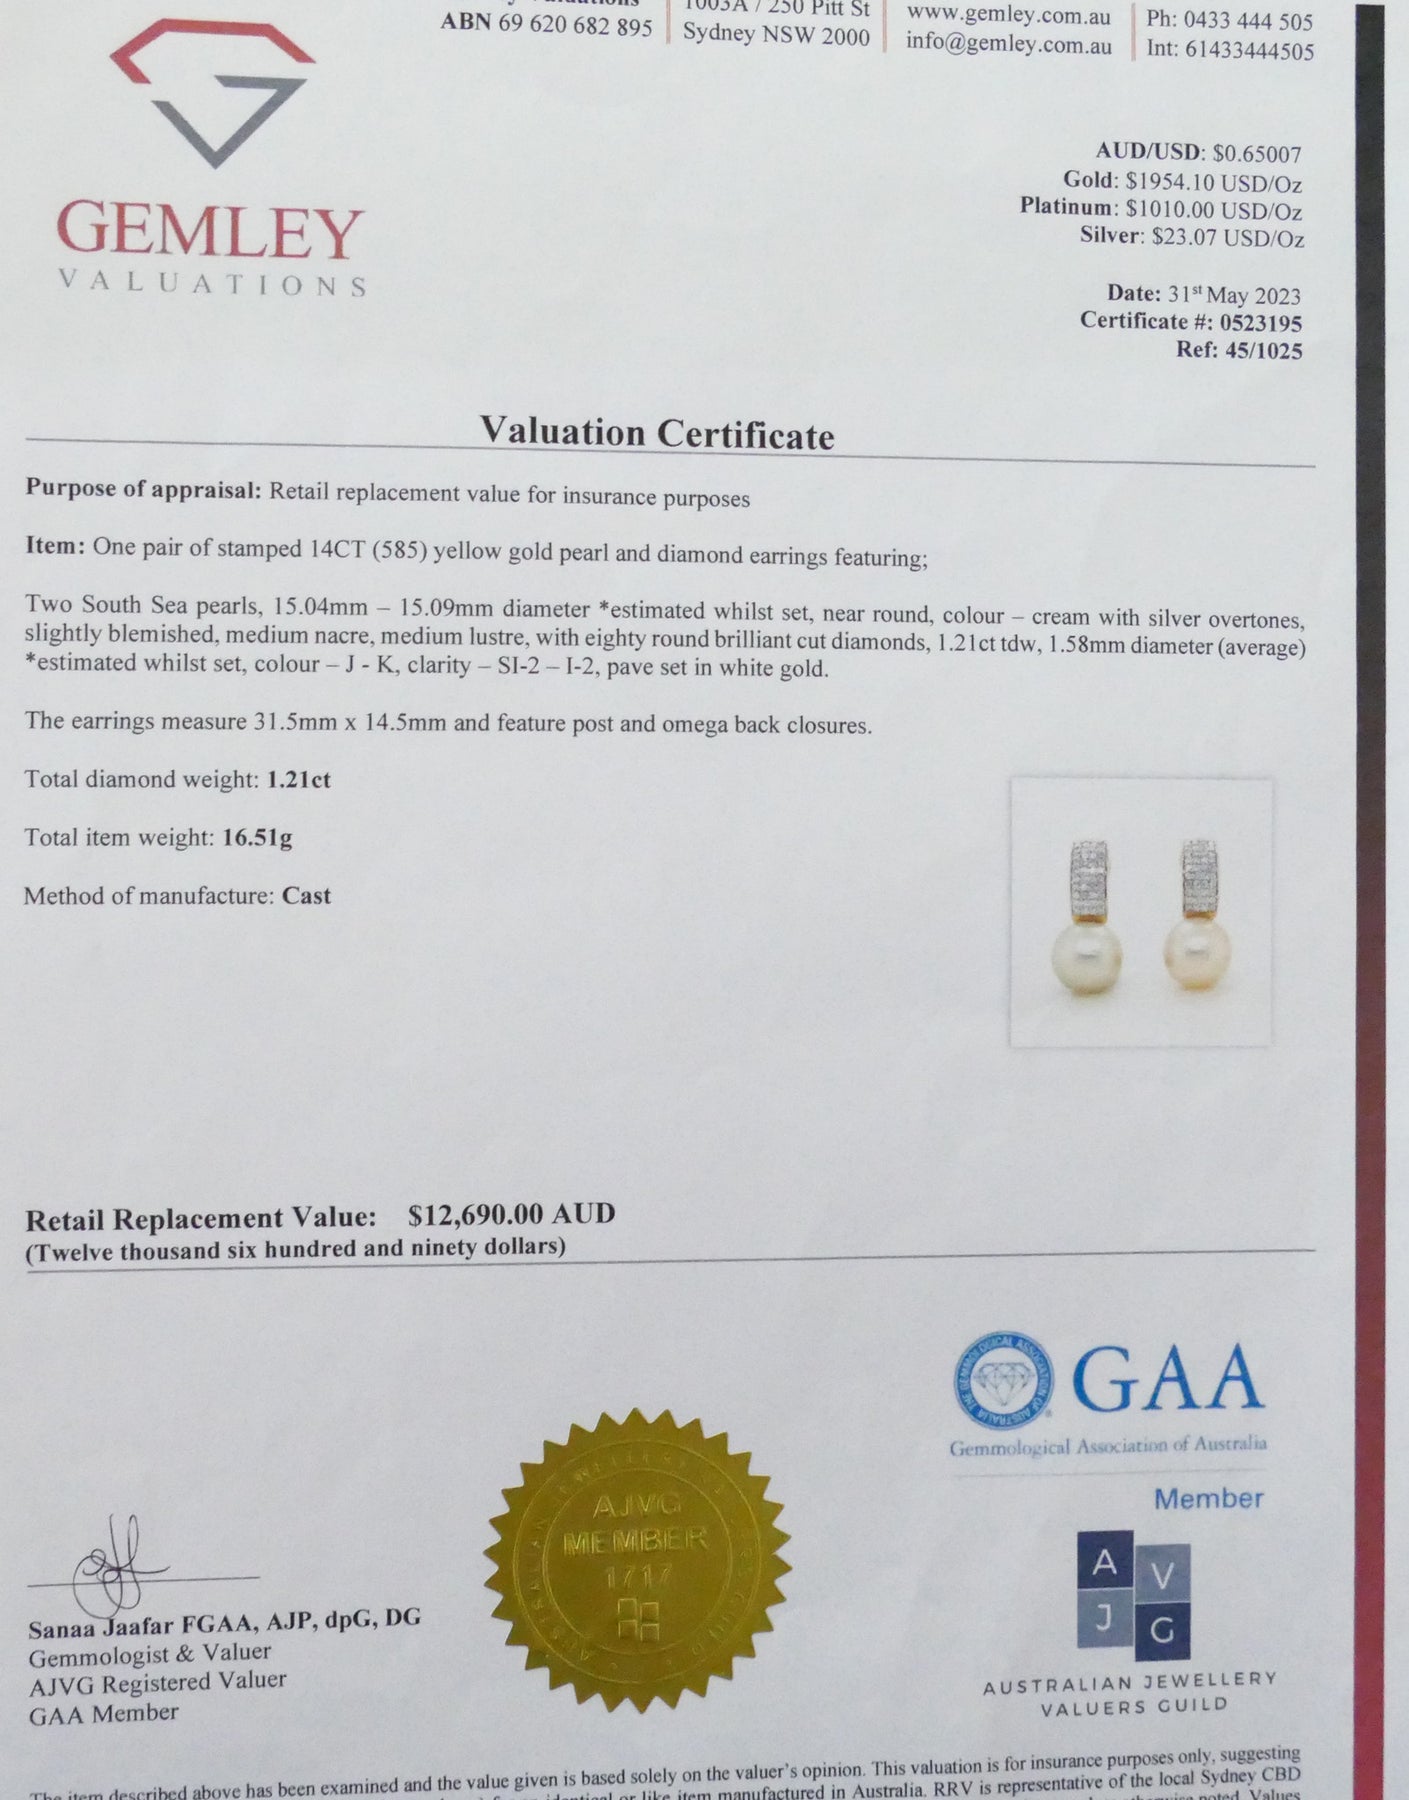 ABN 69 620 682 895
1003A / 250 Pitt St
Sydney NSW 2000
www.gemley.com.au
info@gemley.com.au
Ph: 0433 444 505
Int: 61433444505
GEMLEY
VALUATIONS
AUD/USD: $0.65007
Gold: $1954.10 USD/Oz
Platinum: $1010.00 USD/Oz
Silver: $23.07 USD/Oz
Date: 31st May 2023
Certificate #: 0523195
Ref: 45/1025
Valuation Certificate
Purpose of appraisal: Retail replacement value for insurance purposes
Item: One pair of stamped 14CT (585) yellow gold pearl and diamond earrings featuring;
Two South Sea pearls, 15.04mm – 15.09mm diameter *estimated whilst set, near round, colour – cream with silver overtones,
slightly blemished, medium nacre, medium lustre, with eighty round brilliant cut diamonds, 1.21ct tdw, 1.58mm diameter (average)
*estimated whilst set, colour – J - K, clarity – SI-2 – I-2, pave set in white gold.
The earrings measure 31.5mm x 14.5mm and feature post and omega back closures.
Total diamond weight: 1.21ct
Total item weight: 16.51g
Method of manufacture: Cast
Retail Replacement Value: $12,690.00 AUD
(Twelve thousand six hundred and ninety dollars)
THE GEMMOLOGICAL ASSOCIATION OF AUSTRALIA
GAA
Gemmological Association of Australia
Member
AJVG
MEMBER
1717
A V
J G
AUSTRALIAN JEWELLERY
VALUERS GUILD
Sanaa Jaafar FGAA, AJP, dpG, DG
Gemmologist & Valuer
AJVG Registered Valuer
GAA Member
The item described above has been examined and the value given is based solely on the valuer's opinion. This valuation is for insurance purposes only, suggesting
or like item manufactured in Australia. RRV is representative of the local Sydney CBD
noted. Values